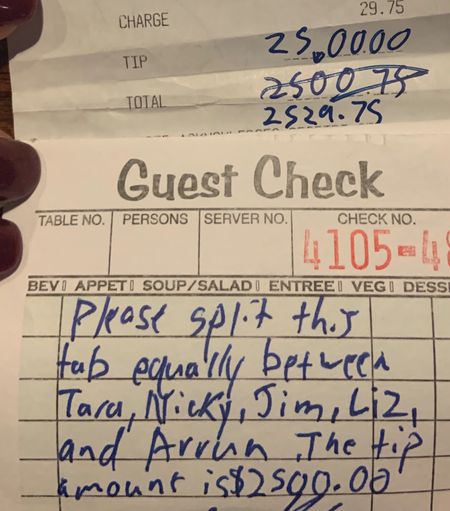 CHARGE 29.75
TIP 25,00.00
TOTAL 2500.75
2529.75
Guest Check
TABLE NO. PERSONS SERVER NO. CHECK NO.
4105-48
BEV APPET SOUP/SALAD ENTREE VEG DESS
Please split this
tab equally between
Tara, Nicky, Jim, Liz,
and Arrun. The tip
amount is $2500.00